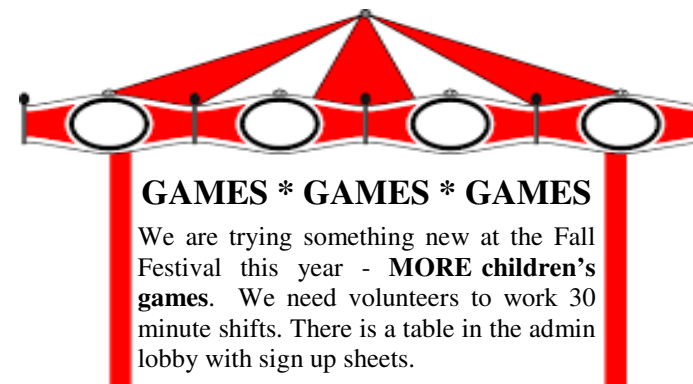 GAMES * GAMES * GAMES
We are trying something new at the Fall
Festival this year - MORE children's
games. We need volunteers to work 30
minute shifts. There is a table in the admin
lobby with sign up sheets.